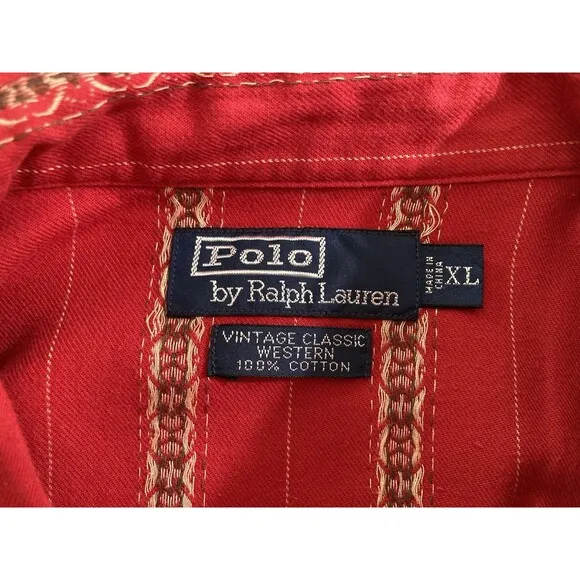 Polo
by Ralph Lauren
MADE IN
CHINA
XL
VINTAGE CLASSIC
WESTERN
100% COTTON